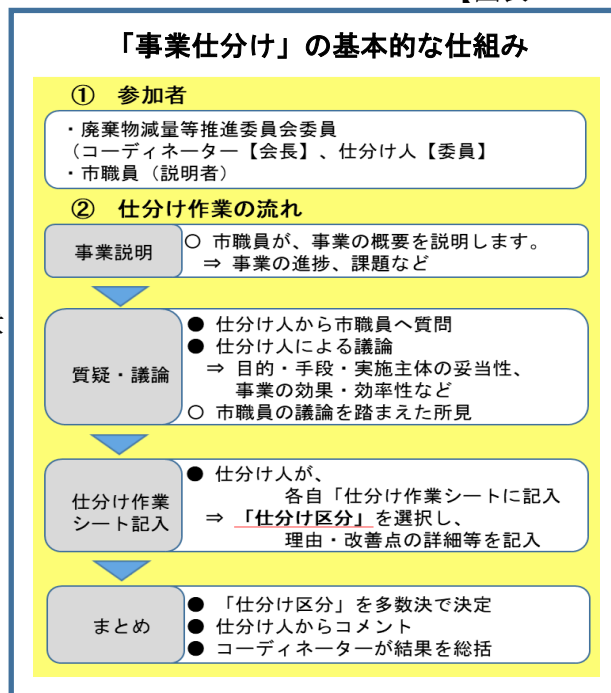 「事業仕分け」の基本的な仕組み
① 参加者
・廃棄物減量等推進委員会委員
(コーディネーター【会長】、仕分け人【委員】
・市職員(説明者)
② 仕分け作業の流れ
事業説明
○ 市職員が、事業の概要を説明します。
⇒ 事業の進捗、課題など
質疑・議論
● 仕分け人から市職員へ質問
● 仕分け人による議論
⇒ 目的・手段・実施主体の妥当性、
事業の効果・効率性など
○ 市職員の議論を踏まえた所見
仕分け作業
シート記入
● 仕分け人が、
各自「仕分け作業シートに記入
⇒ 「仕分け区分」を選択し、
理由・改善点の詳細等を記入
まとめ
● 「仕分け区分」を多数決で決定
● 仕分け人からコメント
● コーディネーターが結果を総括